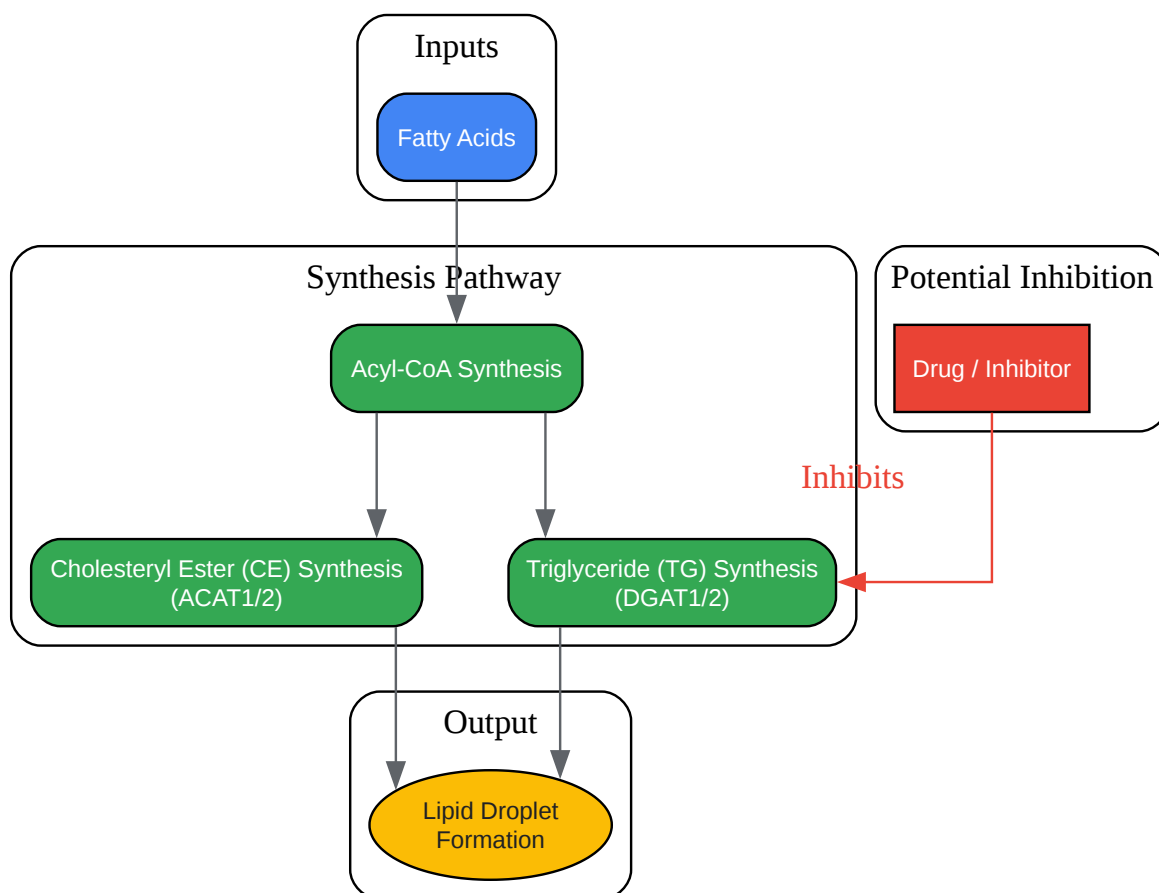 Inputs
Fatty Acids
Synthesis Pathway
Potential Inhibition
Acyl-CoA Synthesis
Drug / Inhibitor
Inhibits
Cholesteryl Ester (CE) Synthesis
(ACAT1/2)
Triglyceride (TG) Synthesis
(DGAT1/2)
Output
Lipid Droplet
Formation